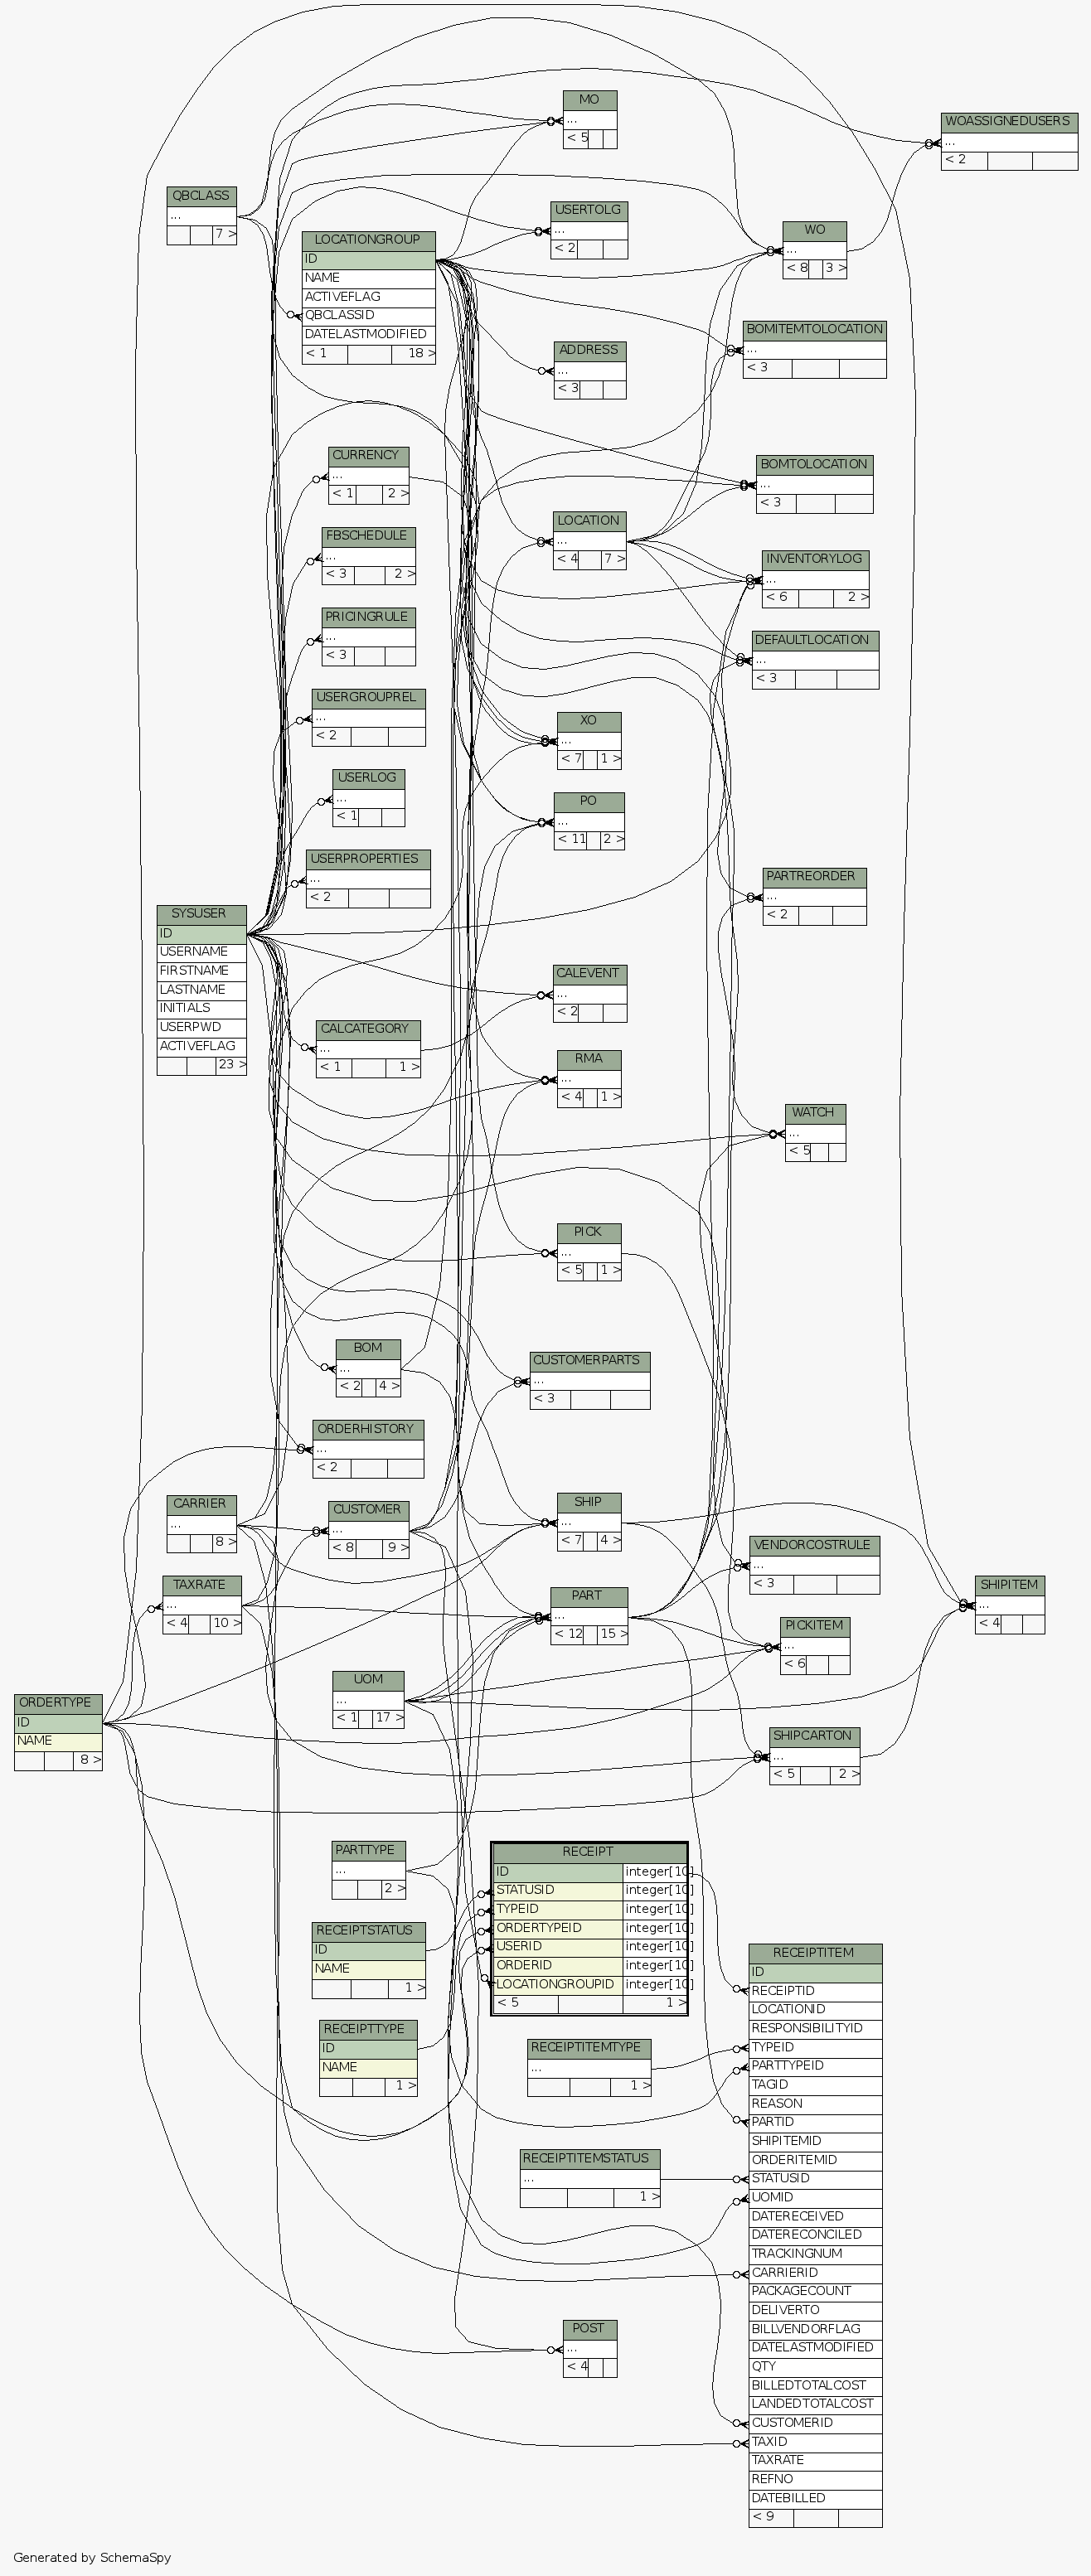 MO
...
< 5
WOASSIGNEDUSERS
...
< 2
QBCLASS
...
7 >
USERTOLG
...
< 2
WO
...
< 8 3 >
LOCATIONGROUP
ID
NAME
ACTIVEFLAG
QBCLASSID
DATELASTMODIFIED
< 1 18 >
BOMITEMTOLOCATION
...
< 3
ADDRESS
...
< 3
CURRENCY
...
< 1 2 >
BOMTOLOCATION
...
< 3
LOCATION
...
< 4 7 >
FBSCHEDULE
...
< 3 2 >
INVENTORYLOG
...
< 6 2 >
PRICINGRULE
...
< 3
DEFAULTLOCATION
...
< 3
USERGROUPREL
...
< 2
XO
...
< 7 1 >
USERLOG
...
< 1
PO
...
< 11 2 >
USERPROPERTIES
...
< 2
PARTREORDER
...
< 2
SYSUSER
ID
USERNAME
FIRSTNAME
LASTNAME
INITIALS
USERPWD
ACTIVEFLAG
23 >
CALEVENT
...
< 2
CALCATEGORY
...
< 1 1 >
RMA
...
< 4 1 >
WATCH
...
< 5
PICK
...
< 5 1 >
BOM
...
< 2 4 >
CUSTOMERPARTS
...
< 3
ORDERHISTORY
...
< 2
CARRIER
...
8 >
CUSTOMER
...
< 8 9 >
SHIP
...
< 7 4 >
VENDORCOSTRULE
...
< 3
TAXRATE
...
< 4 10 >
PART
...
< 12 15 >
SHIPITEM
...
< 4
PICKITEM
...
< 6
UOM
...
< 1 17 >
ORDERTYPE
ID
NAME
8 >
SHIPCARTON
...
< 5 2 >
PARTTYPE
...
2 >
RECEIPT
ID integer[10]
STATUSID integer[10]
TYPEID integer[10]
ORDERTYPEID integer[10]
USERID integer[10]
ORDERID integer[10]
LOCATIONGROUPID integer[10]
< 5 1 >
RECEIPTSTATUS
ID
NAME
1 >
RECEIPTTYPE
ID
NAME
1 >
RECEIPTITEMTYPE
...
1 >
RECEIPTITEMSTATUS
...
1 >
RECEIPTITEM
ID
RECEIPTID
LOCATIONID
RESPONSIBILITYID
TYPEID
PARTTYPEID
TAGID
REASON
PARTID
SHIPITEMID
ORDERITEMID
STATUSID
UOMID
DATERECEIVED
DATERECONCILED
TRACKINGNUM
CARRIERID
PACKAGECOUNT
DELIVERTO
BILLVENDORFLAG
DATELASTMODIFIED
QTY
BILLEDTOTALCOST
LANDEDTOTALCOST
CUSTOMERID
TAXID
TAXRATE
REFNO
DATEBILLED
< 9
POST
...
< 4
Generated by SchemaSpy